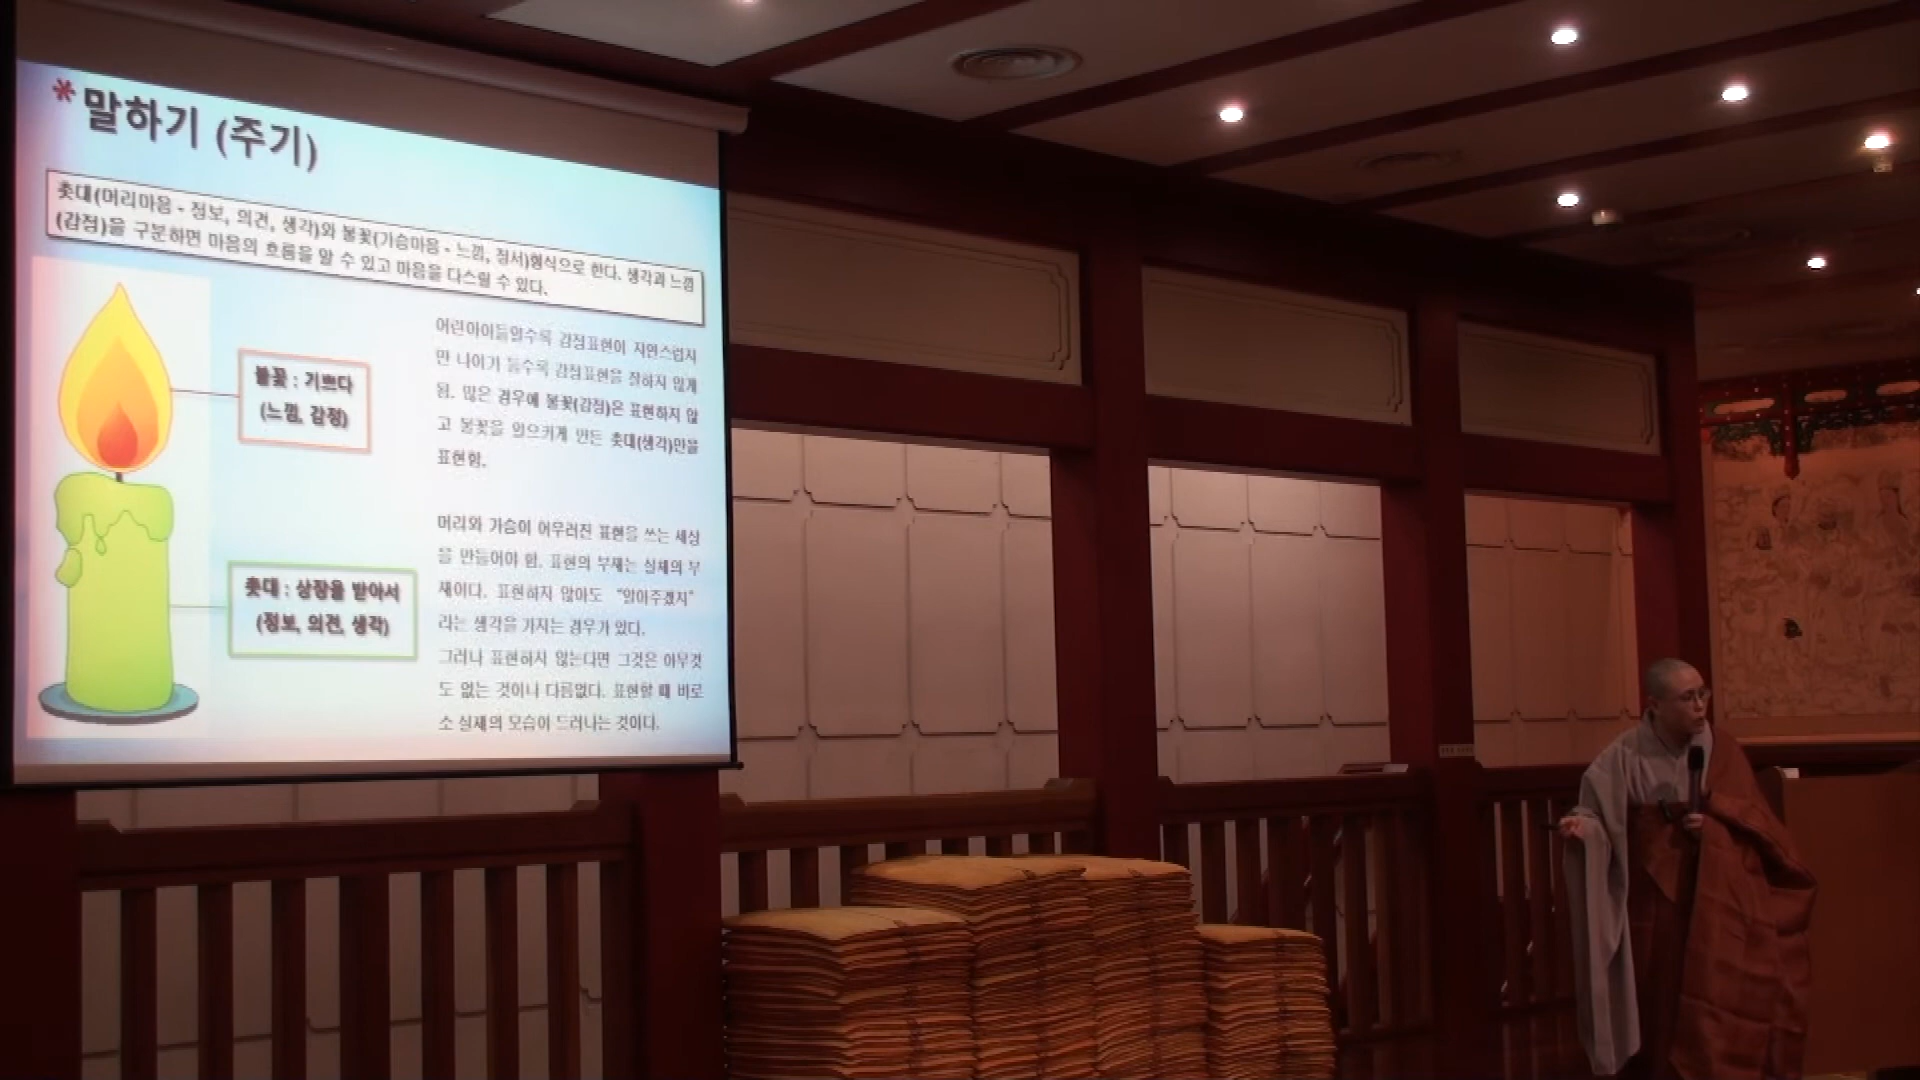 *말하기 (주기)
촛대(머리마음 - 정보, 의견, 생각)와 불꽃(가슴마음 - 느낌, 정서)형식으로 한다. 생각과 느낌
(감정)을 구분하면 마음의 흐름을 알 수 있고 마음을 다스릴 수 있다.
불꽃 : 기쁘다
(느낌, 감정)
어린아이들일수록 감정표현이 자연스럽지
만 나이가 들수록 감정표현을 잘하지 않게
됨. 많은 경우에 불꽃(감정)은 표현하지 않
고 불꽃을 일으키게 만든 촛대(생각)만을
표현함.
촛대 : 상장을 받아서
(정보, 의견, 생각)
머리와 가슴이 어우러진 표현을 쓰는 세상
을 만들어야 함. 표현의 부재는 실체의 부
재이다. 표현하지 않아도 “알아주겠지”
라는 생각을 가지는 경우가 있다.
그러나 표현하지 않는다면 그것은 아무것
도 없는 것이나 다름없다. 표현할 때 비로
소 실재의 모습이 드러나는 것이다.